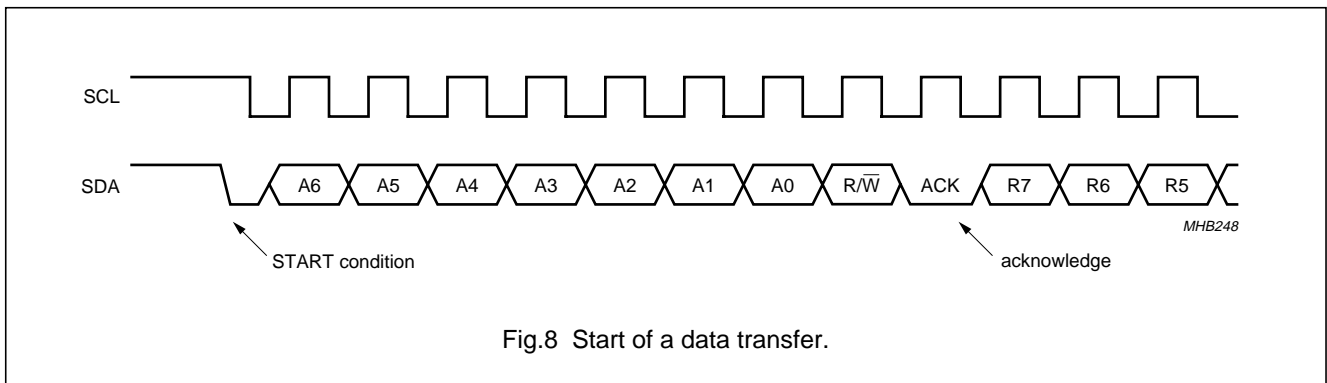 SCL
SDA
A6 A5 A4 A3 A2 A1 A0 R/W̅ ACK R7 R6 R5
MHB248
START condition
acknowledge
Fig.8 Start of a data transfer.